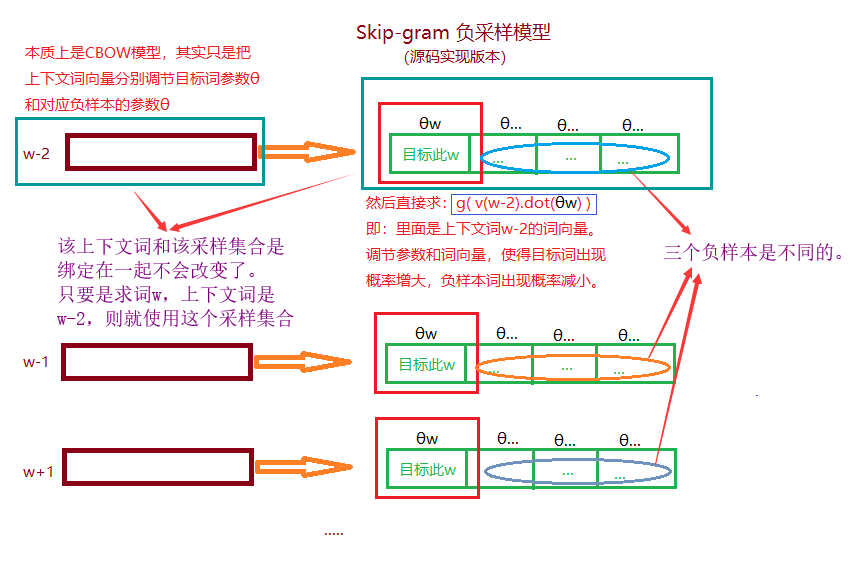 Skip-gram 负采样模型
（源码实现版本）
本质上是CBOW模型，其实只是把
上下文词向量分别调节目标词参数θ
和对应负样本的参数θ
θw
θ...
θ...
θ...
w-2
目标此w
...
...
...
然后直接求：g( v(w-2).dot(θw) )
即：里面是上下文词w-2的词向量。
调节参数和词向量，使得目标词出现
概率增大，负样本词出现概率减小。
三个负样本是不同的。
该上下文词和该采样集合是
绑定在一起不会改变了。
只要是求词w，上下文词是
w-2，则就使用这个采样集合
θw
θ...
θ...
θ...
w-1
目标此w
...
...
...
θw
θ...
θ...
θ...
w+1
目标此w
...
...
.....